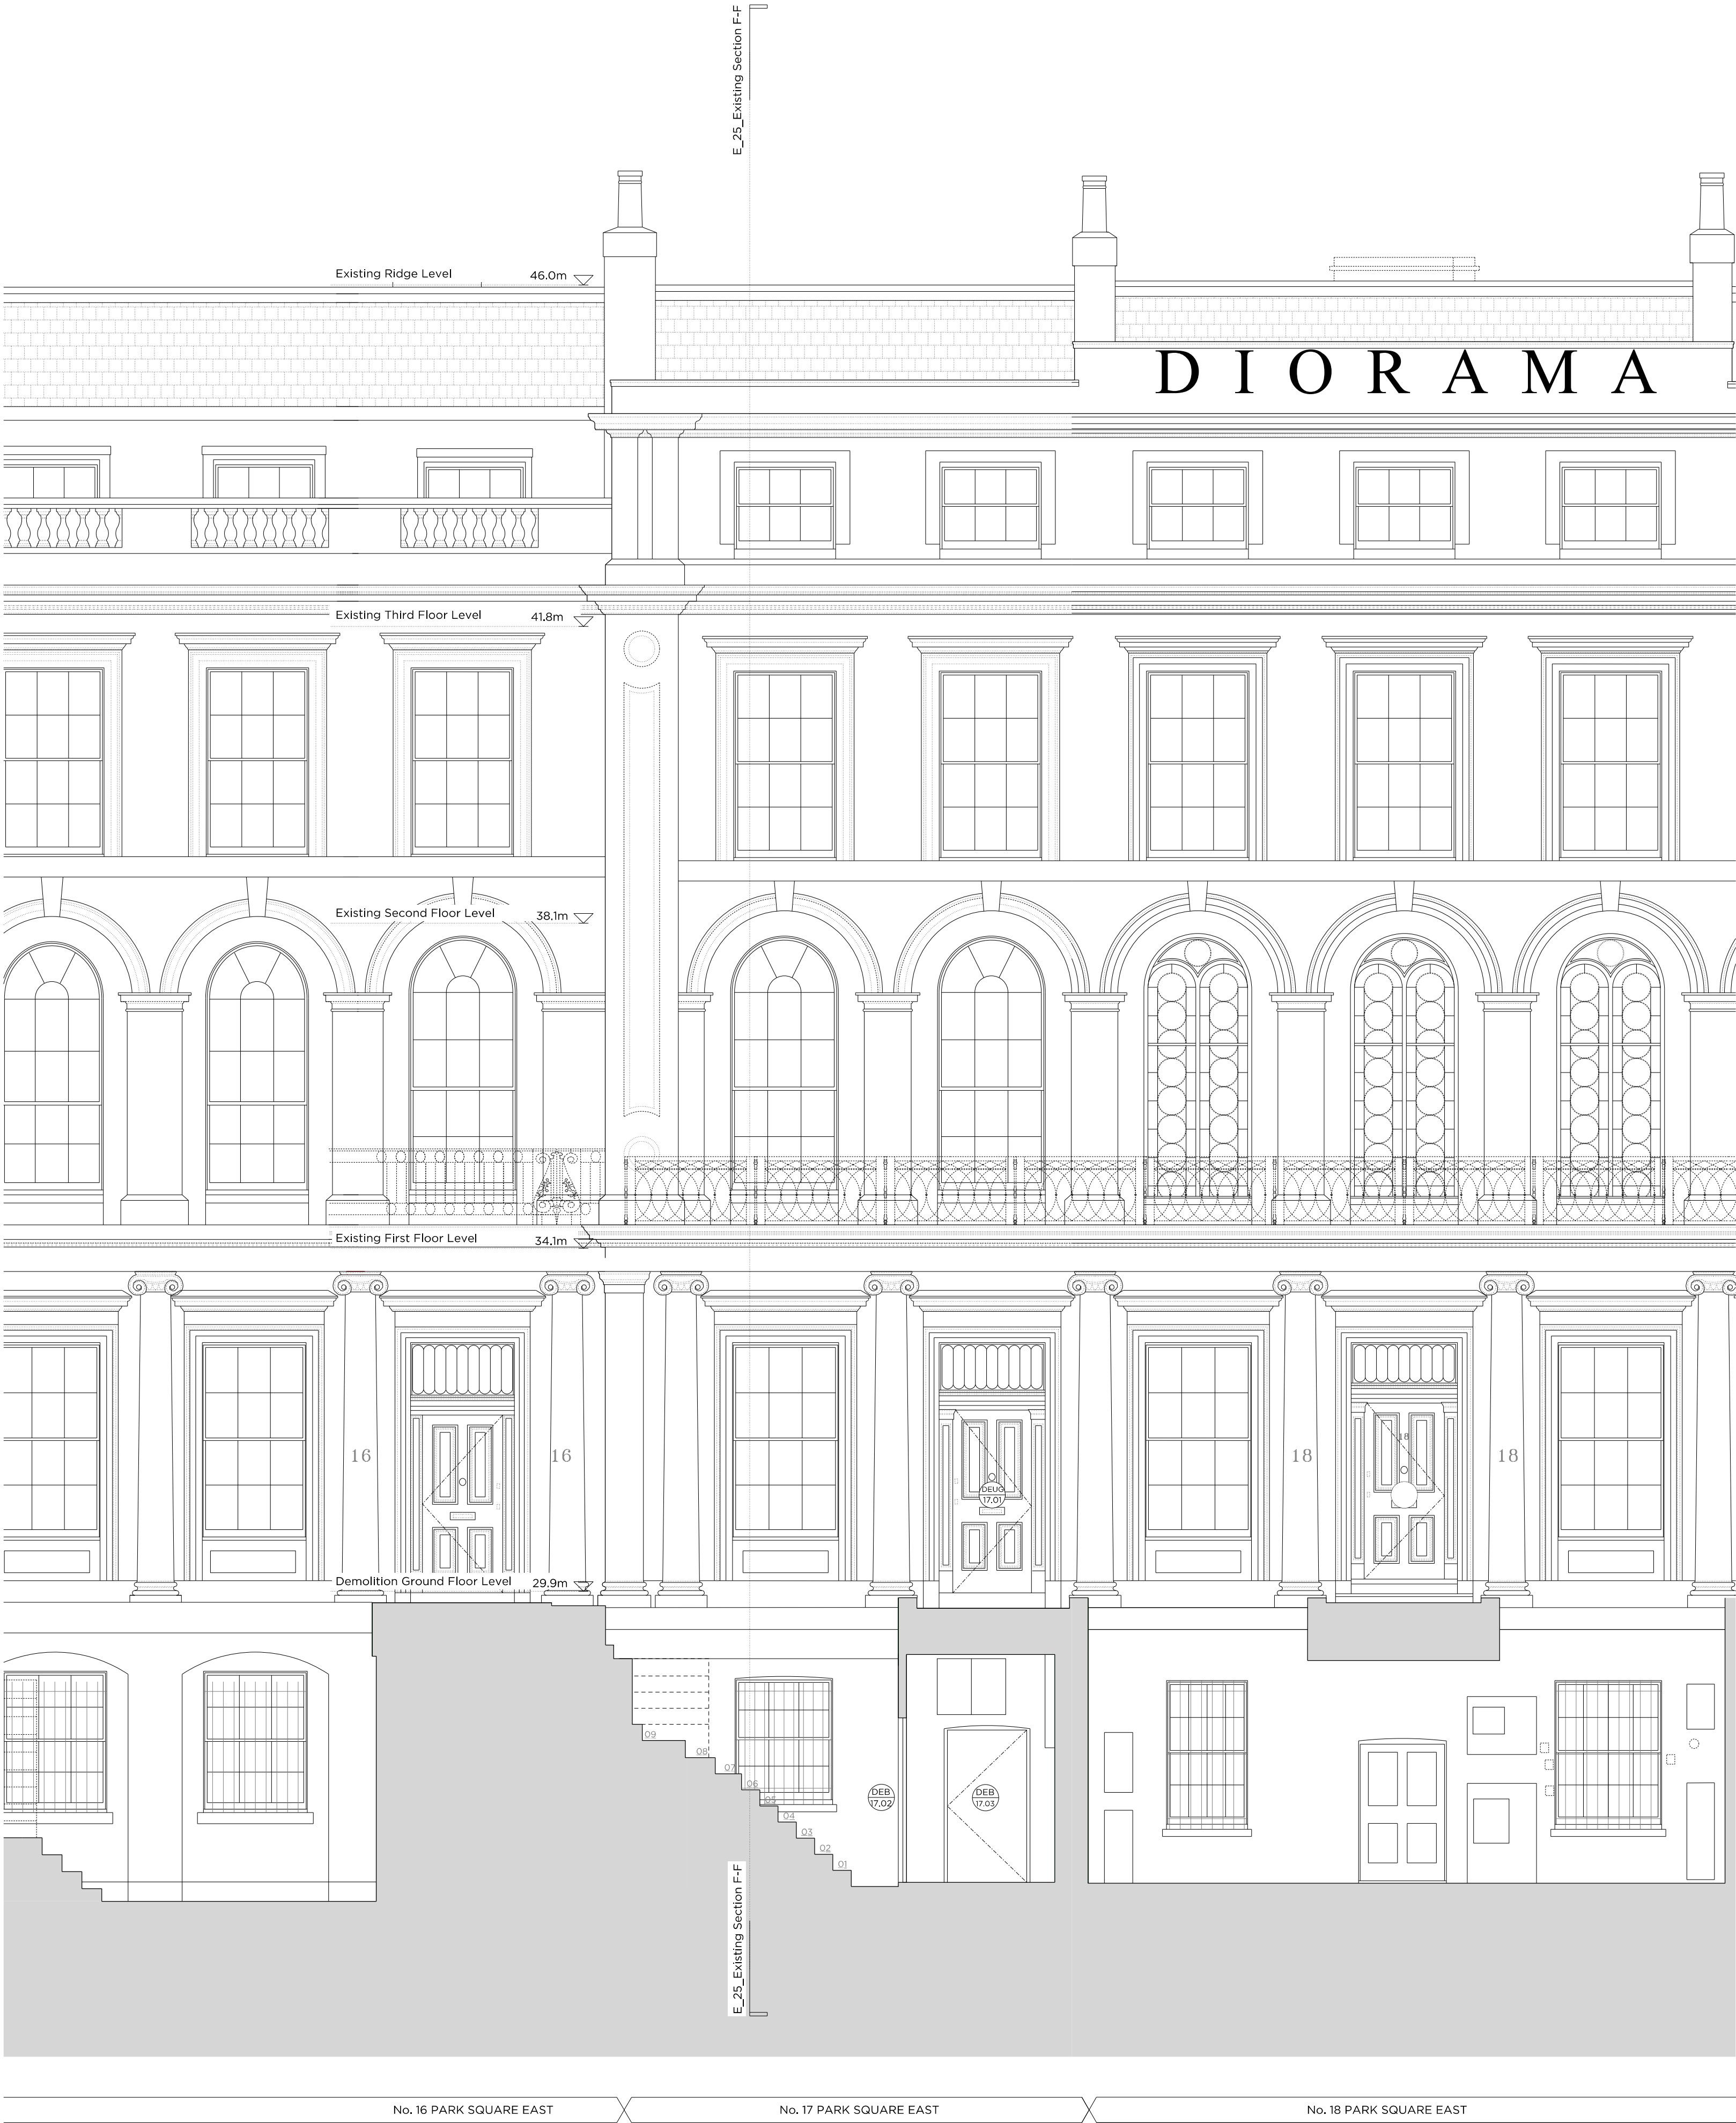 E_25_Existing Section F-F
Existing Ridge Level 46.0m
DIORAMA
Existing Third Floor Level 41.8m
Existing Second Floor Level 38.1m
Existing First Floor Level 34.1m
16
16
18
18
18
DEUG
17.01
Demolition Ground Floor Level 29.9m
09
08
07
06
05
04
03
02
01
DEB
17.02
DEB
17.03
E_25_Existing Section F-F
No. 16 PARK SQUARE EAST
No. 17 PARK SQUARE EAST
No. 18 PARK SQUARE EAST